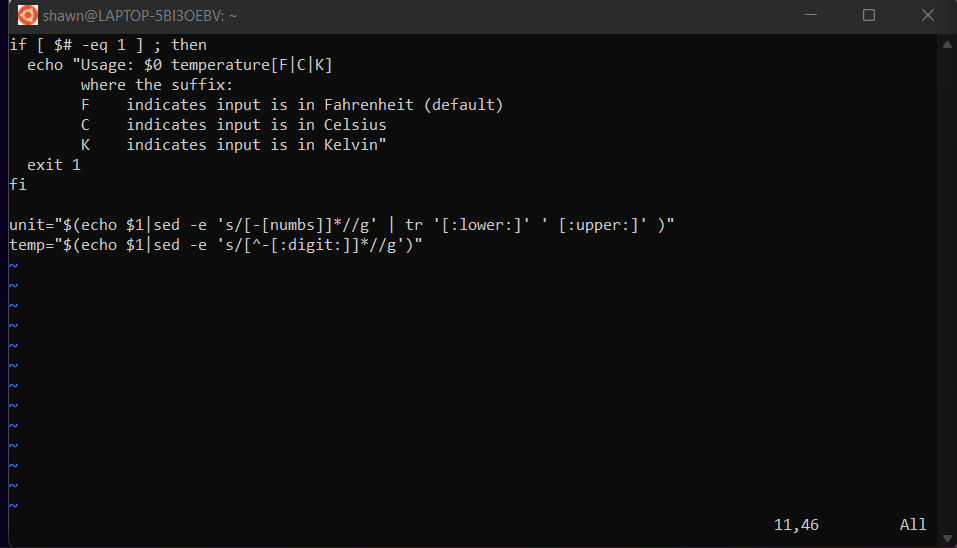 shawn@LAPTOP-5BI3OEBV: ~
if [ $# -eq 1 ] ; then
  echo "Usage: $0 temperature[F|C|K]
        where the suffix:
        F    indicates input is in Fahrenheit (default)
        C    indicates input is in Celsius
        K    indicates input is in Kelvin"
  exit 1
fi

unit="$(echo $1|sed -e 's/[-[numbs]]*//g' | tr '[:lower:]' ' [:upper:]' )"
temp="$(echo $1|sed -e 's/[^-[:digit:]]*//g')"
~
~
~
~
~
~
~
~
~
~
~
~
~
11,46 All